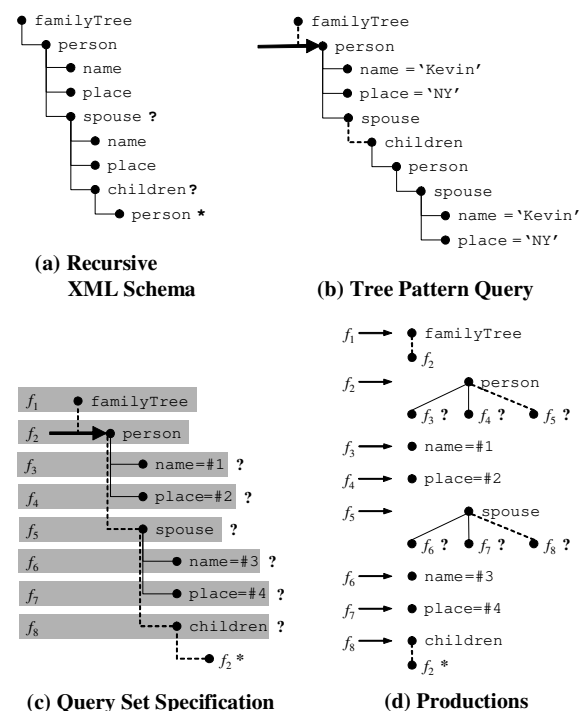 familyTree
person
name
place
spouse ?
name
place
children ?
person *
(a) Recursive
XML Schema
familyTree
person
name = 'Kevin'
place = 'NY'
spouse
children
person
spouse
name = 'Kevin'
place = 'NY'
(b) Tree Pattern Query
f1 familyTree
f2 person
f3 name=#1 ?
f4 place=#2 ?
f5 spouse ?
f6 name=#3 ?
f7 place=#4 ?
f8 children ?
f2 *
(c) Query Set Specification
f1 familyTree
f2
f2 person
f3 ? f4 ? f5 ?
f3 name=#1
f4 place=#2
f5 spouse
f6 ? f7 ? f8 ?
f6 name=#3
f7 place=#4
f8 children
f2 *
(d) Productions